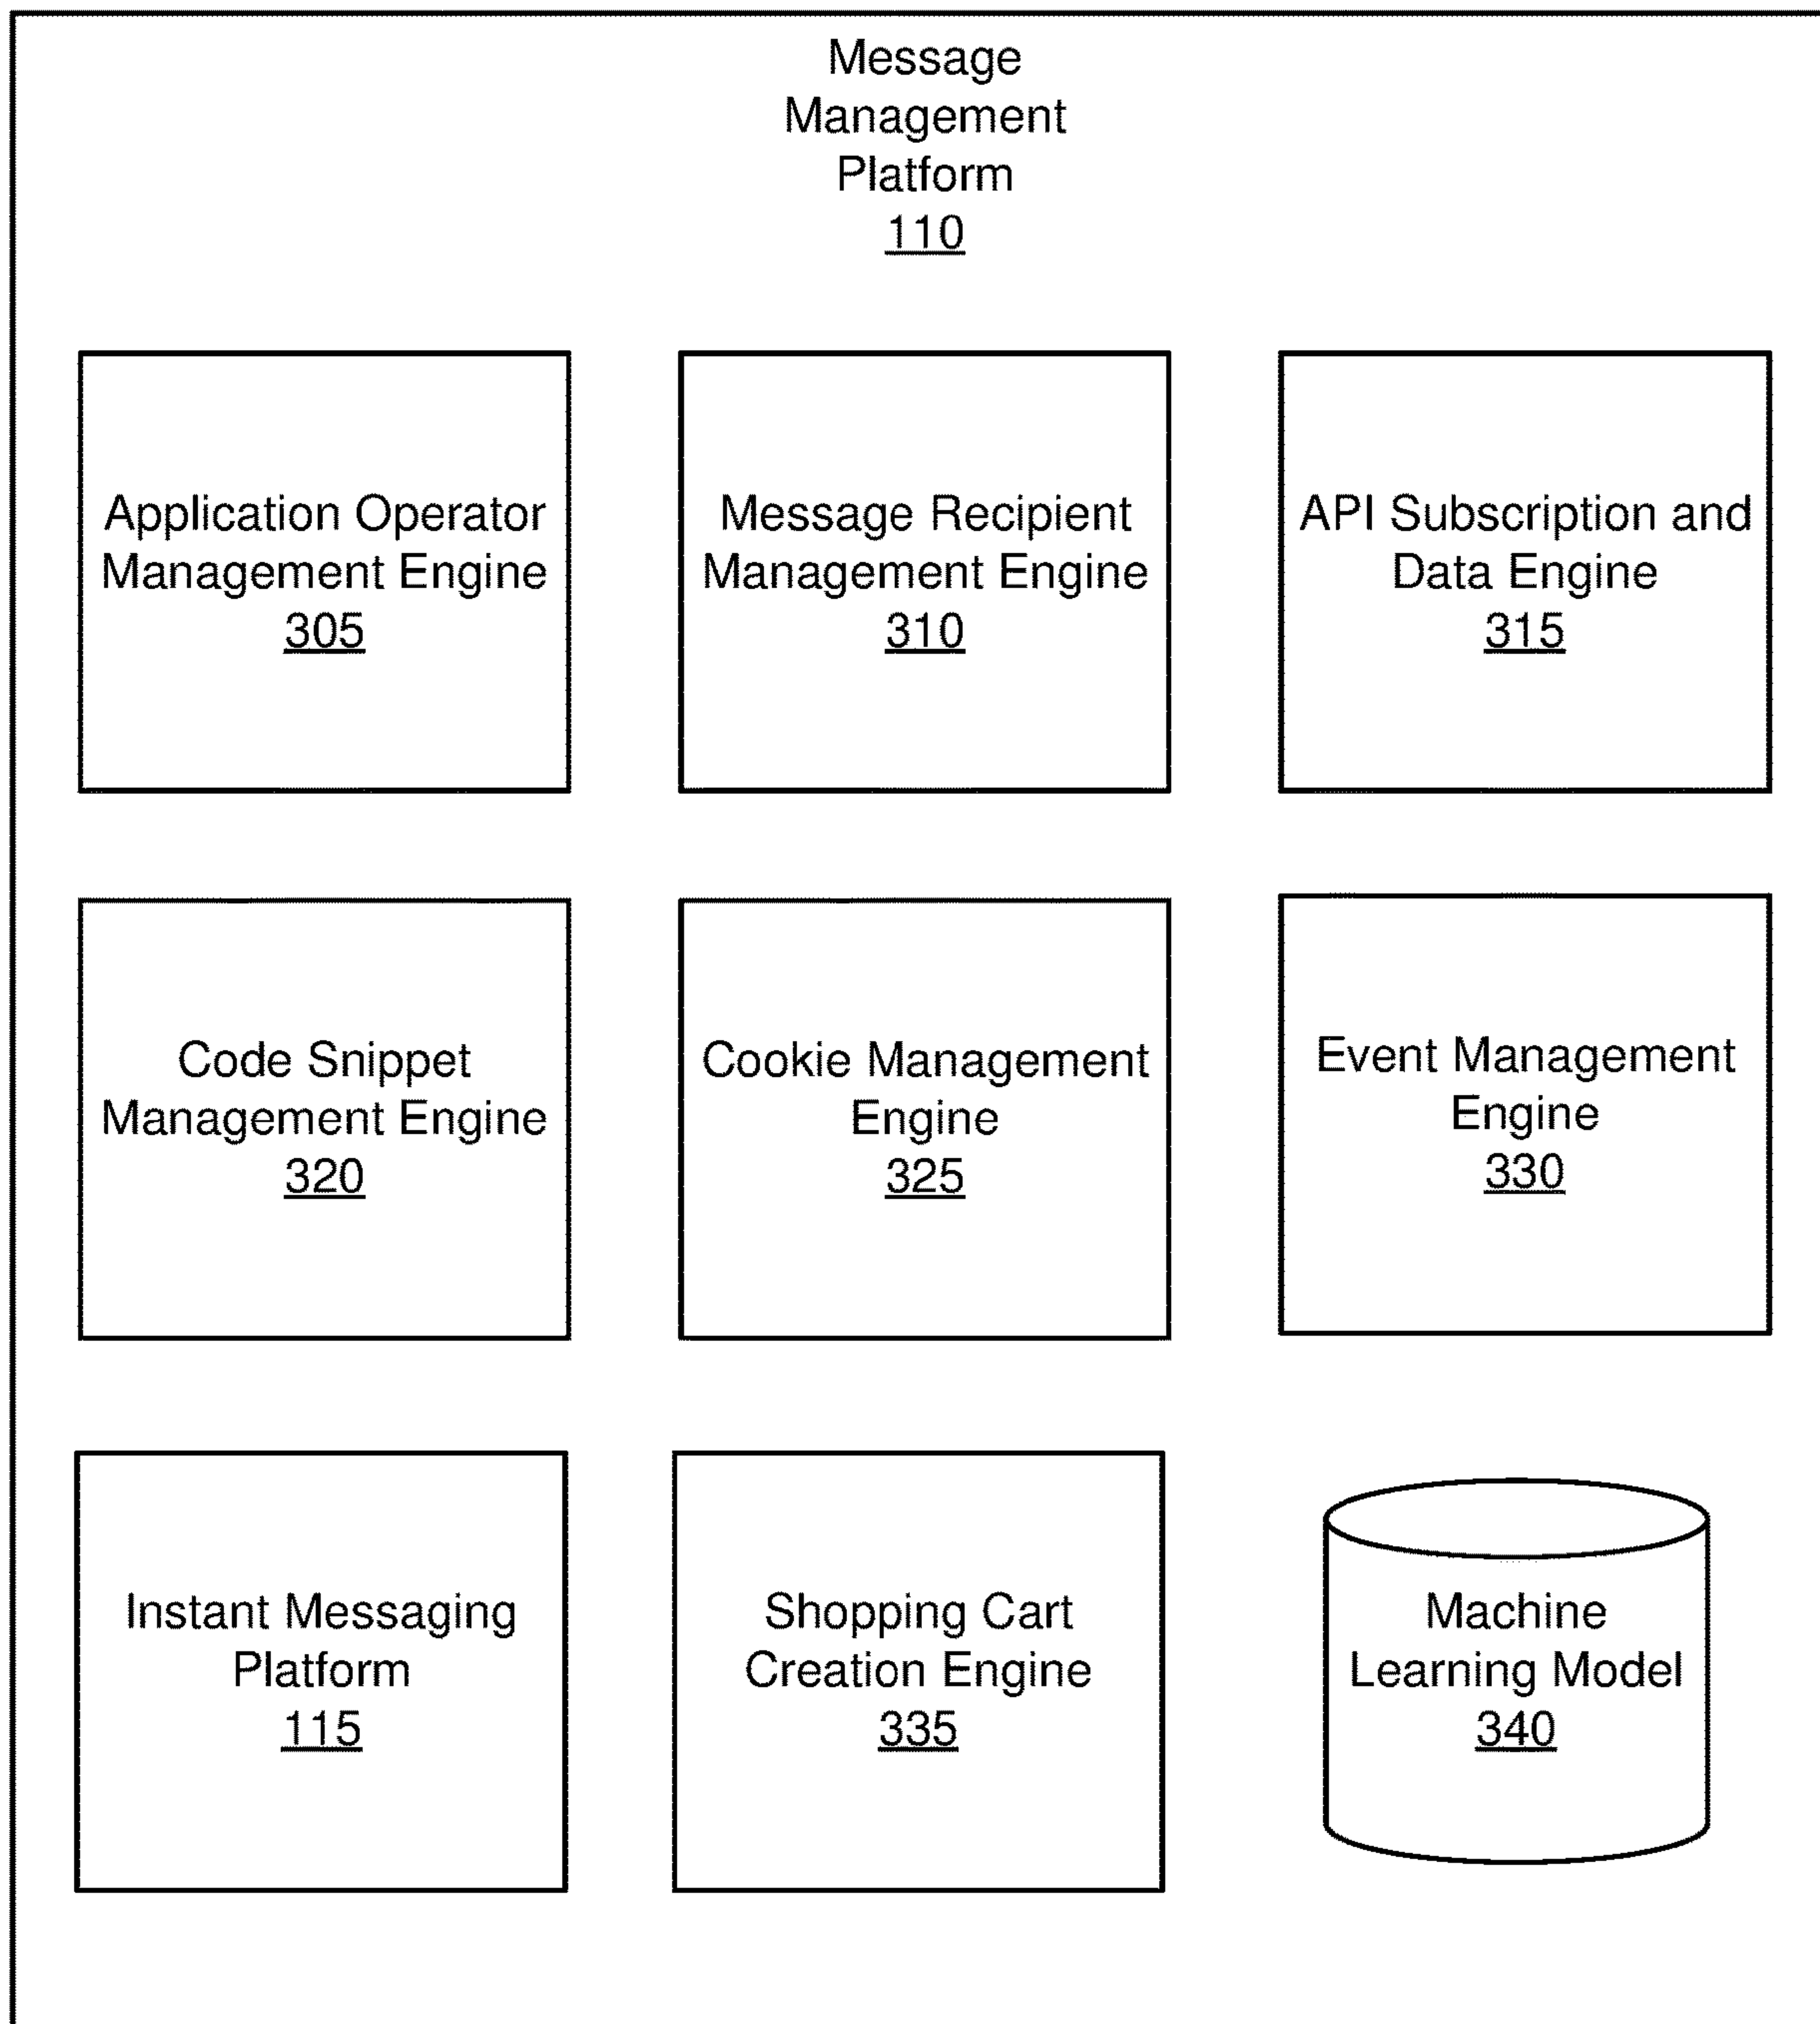 Message
Management
Platform
110
Application Operator
Management Engine
305
Message Recipient
Management Engine
310
API Subscription and
Data Engine
315
Code Snippet
Management Engine
320
Cookie Management
Engine
325
Event Management
Engine
330
Instant Messaging
Platform
115
Shopping Cart
Creation Engine
335
Machine
Learning Model
340